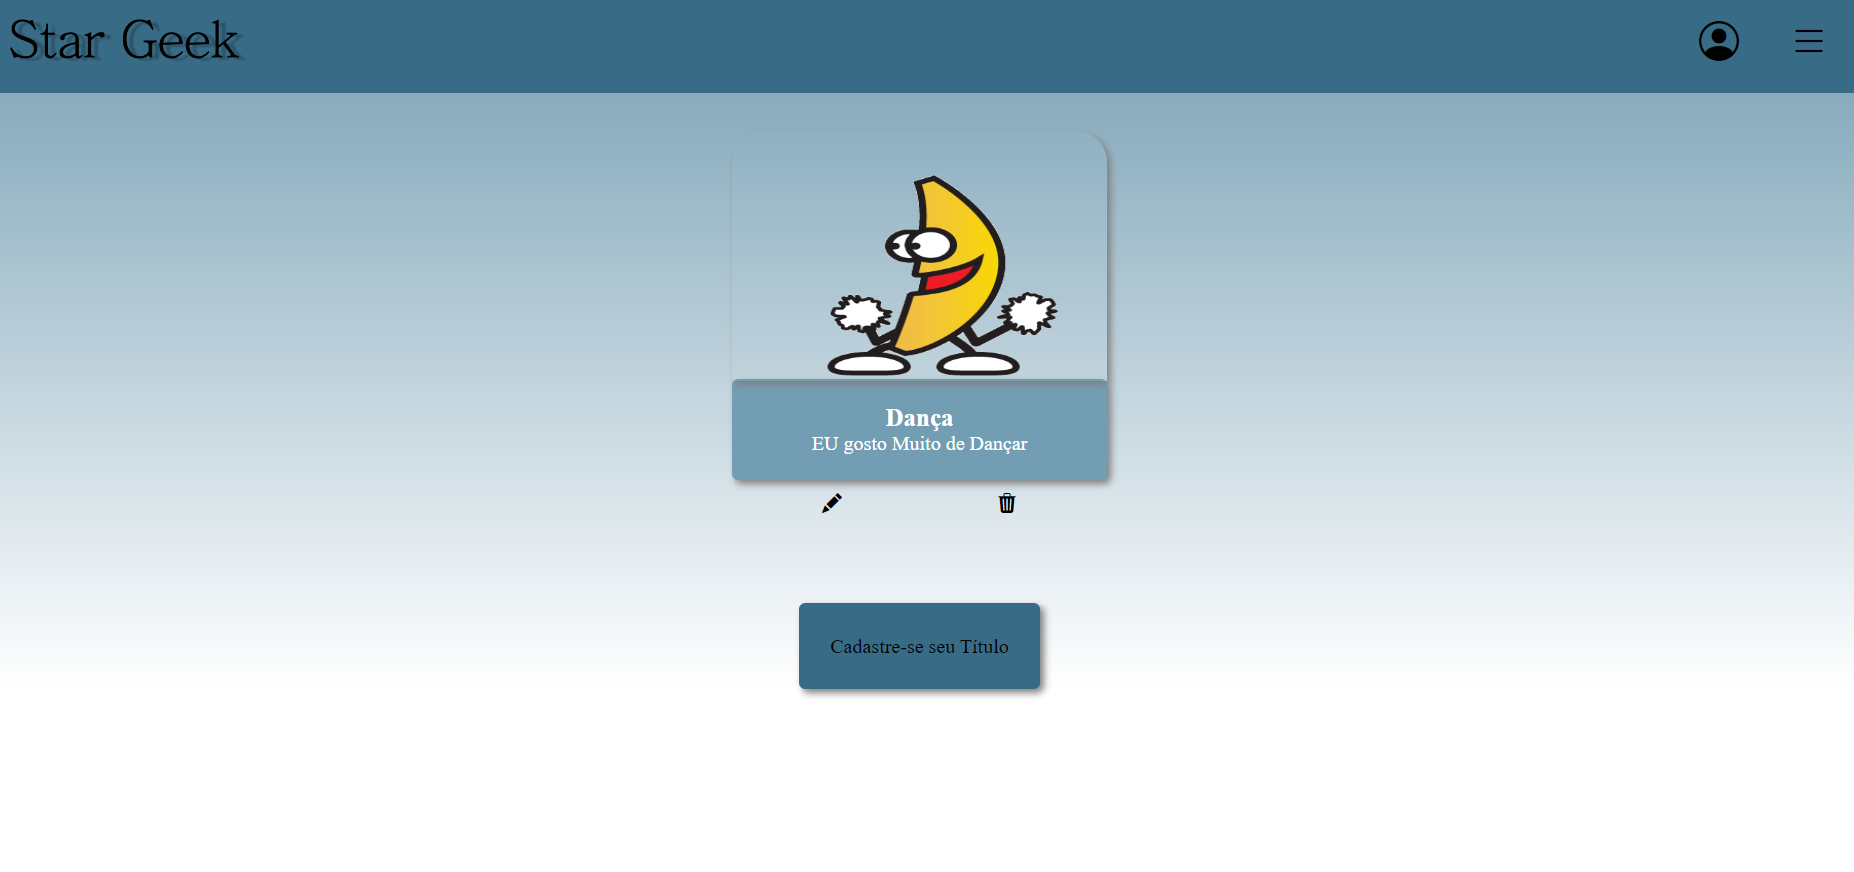 Star Geek
Dança
EU gosto Muito de Dançar
Cadastre-se seu Título